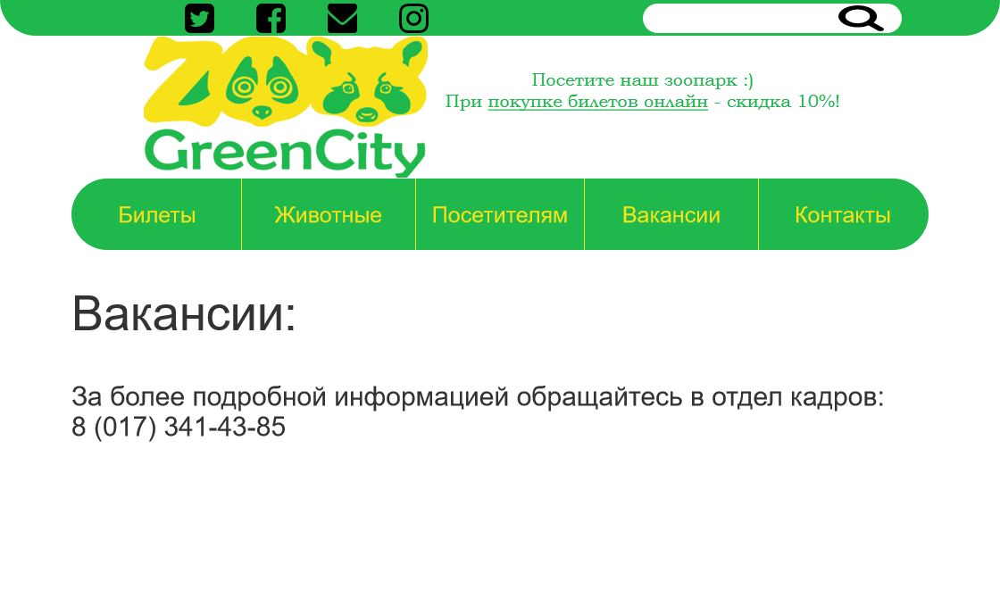 ZOO
GreenCity
Посетите наш зоопарк :)
При покупке билетов онлайн - скидка 10%!
Билеты
Животные
Посетителям
Вакансии
Контакты
Вакансии:
За более подробной информацией обращайтесь в отдел кадров:
8 (017) 341-43-85